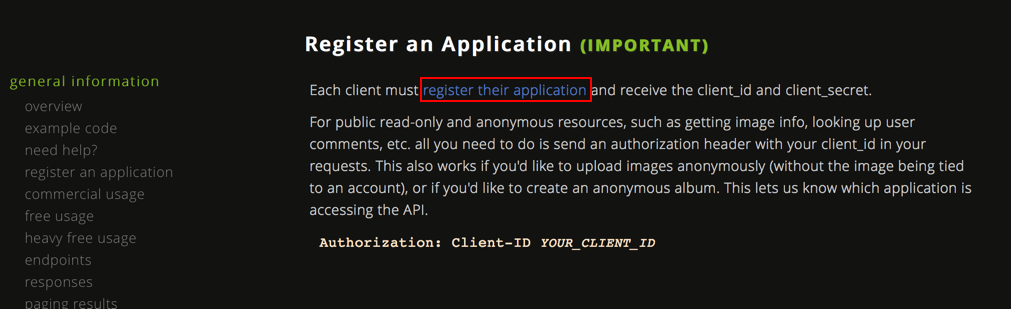 Register an Application (IMPORTANT)
general information
overview
example code
need help?
register an application
commercial usage
free usage
heavy free usage
endpoints
responses
paging results
Each client must register their application and receive the client_id and client_secret.
For public read-only and anonymous resources, such as getting image info, looking up user
comments, etc. all you need to do is send an authorization header with your client_id in your
requests. This also works if you'd like to upload images anonymously (without the image being tied
to an account), or if you'd like to create an anonymous album. This lets us know which application is
accessing the API.
Authorization: Client-ID YOUR_CLIENT_ID